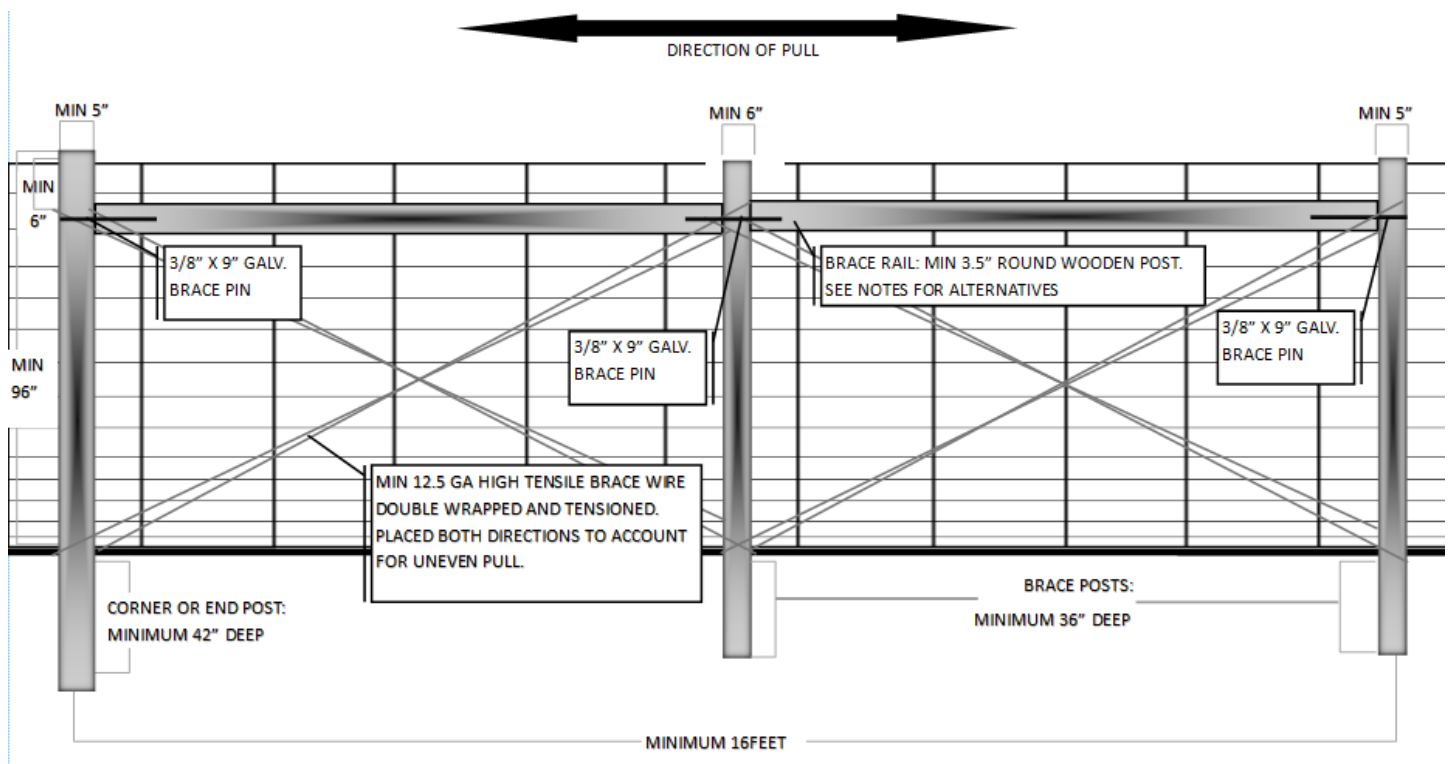 DIRECTION OF PULL
MIN 5”
MIN 6”
MIN 5”
MIN
6”
3/8” X 9” GALV.
BRACE PIN
BRACE RAIL: MIN 3.5” ROUND WOODEN POST.
SEE NOTES FOR ALTERNATIVES
3/8” X 9” GALV.
BRACE PIN
3/8” X 9” GALV.
BRACE PIN
MIN
96”
MIN 12.5 GA HIGH TENSILE BRACE WIRE
DOUBLE WRAPPED AND TENSIONED.
PLACED BOTH DIRECTIONS TO ACCOUNT
FOR UNEVEN PULL.
CORNER OR END POST:
MINIMUM 42” DEEP
BRACE POSTS:
MINIMUM 36” DEEP
MINIMUM 16FEET